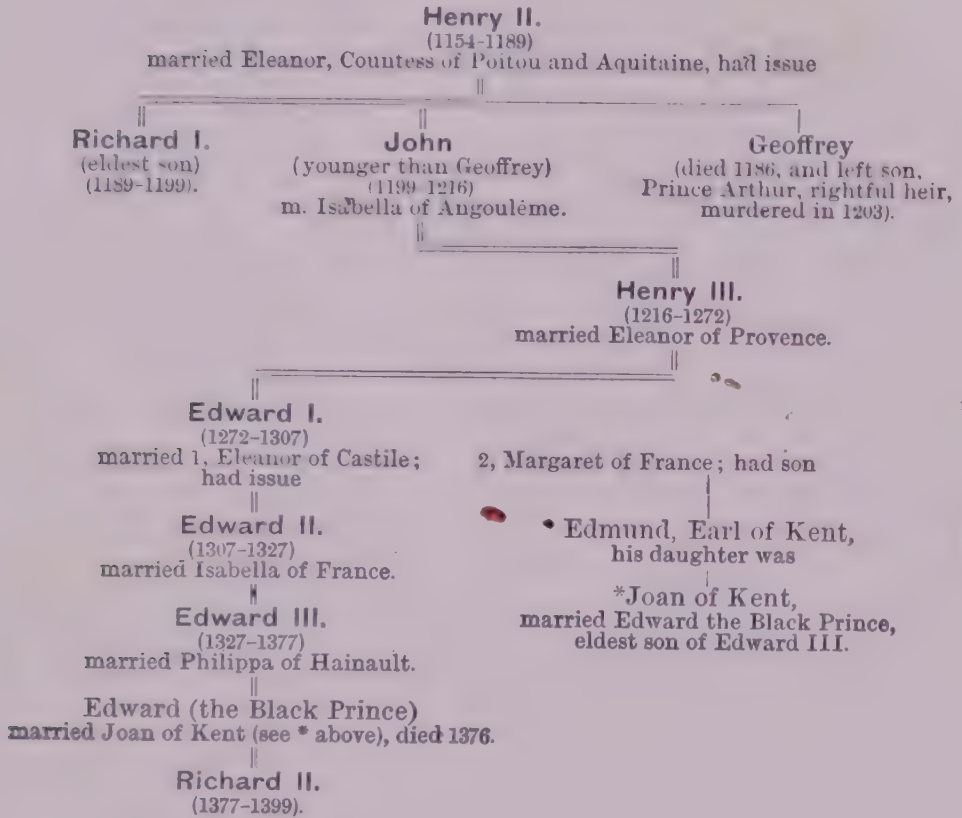 Henry II.
(1154-1189)
married Eleanor, Countess of Poitou and Aquitaine, had issue
Richard I.
(eldest son)
(1189-1199).
John
(younger than Geoffrey)
(1199-1216)
m. Isabella of Angoulême.
Geoffrey
(died 1186, and left son,
Prince Arthur, rightful heir,
murdered in 1203).
Henry III.
(1216-1272)
married Eleanor of Provence.
Edward I.
(1272-1307)
married 1, Eleanor of Castile;
had issue
2, Margaret of France; had son
Edward II.
(1307-1327)
married Isabella of France.
Edmund, Earl of Kent,
his daughter was
*Joan of Kent,
married Edward the Black Prince,
eldest son of Edward III.
Edward III.
(1327-1377)
married Philippa of Hainault.
Edward (the Black Prince)
married Joan of Kent (see * above), died 1376.
Richard II.
(1377-1399).